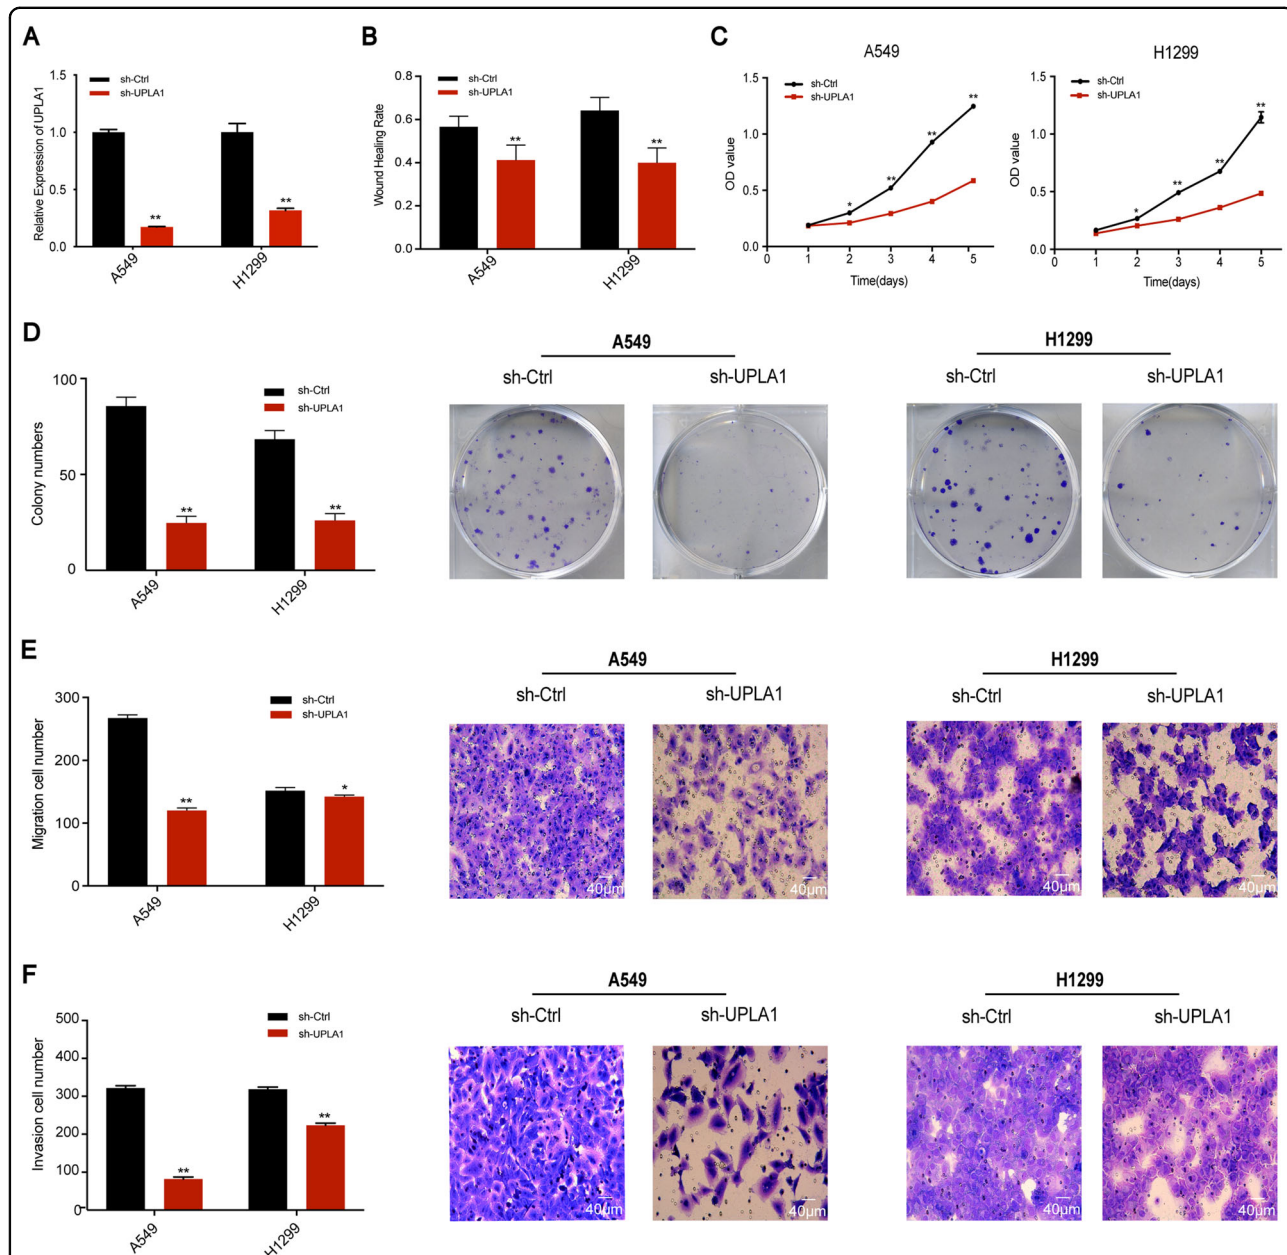 A
Relative Expression of UPLA1
1.5
1.0
0.5
0.0
sh-Ctrl
sh-UPLA1
**
**
A549
H1299
B
Wound Healing Rate
0.8
0.6
0.4
0.2
0.0
sh-Ctrl
sh-UPLA1
**
**
A549
H1299
C
A549
OD value
1.5
1.0
0.5
0.0
sh-Ctrl
sh-UPLA1
*
**
**
**
0 1 2 3 4 5
Time(days)
H1299
OD value
1.5
1.0
0.5
0.0
sh-Ctrl
sh-UPLA1
*
**
**
**
0 1 2 3 4 5
Time(days)
D
Colony numbers
100
50
0
sh-Ctrl
sh-UPLA1
**
**
A549
H1299
A549
sh-Ctrl sh-UPLA1
H1299
sh-Ctrl sh-UPLA1
E
Migration cell number
300
200
100
0
sh-Ctrl
sh-UPLA1
**
*
A549
H1299
A549
sh-Ctrl sh-UPLA1
40μm 40μm
H1299
sh-Ctrl sh-UPLA1
40μm 40μm
F
Invasion cell number
500
400
300
200
100
0
sh-Ctrl
sh-UPLA1
**
**
A549
H1299
A549
sh-Ctrl sh-UPLA1
40μm 40μm
H1299
sh-Ctrl sh-UPLA1
40μm 40μm